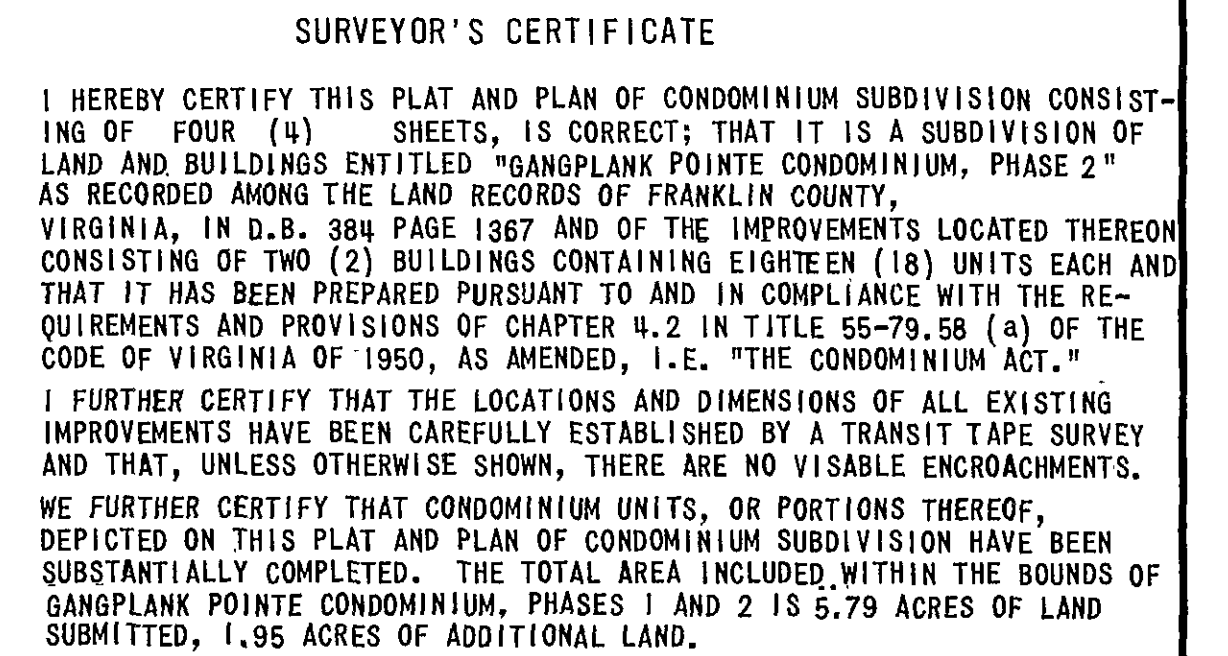 SURVEYOR'S CERTIFICATE
I HEREBY CERTIFY THIS PLAT AND PLAN OF CONDOMINIUM SUBDIVISION CONSIST-
ING OF FOUR (4) SHEETS, IS CORRECT; THAT IT IS A SUBDIVISION OF
LAND AND BUILDINGS ENTITLED "GANGPLANK POINTE CONDOMINIUM, PHASE 2"
AS RECORDED AMONG THE LAND RECORDS OF FRANKLIN COUNTY,
VIRGINIA, IN D.B. 384 PAGE 1367 AND OF THE IMPROVEMENTS LOCATED THEREON
CONSISTING OF TWO (2) BUILDINGS CONTAINING EIGHTEEN (18) UNITS EACH AND
THAT IT HAS BEEN PREPARED PURSUANT TO AND IN COMPLIANCE WITH THE RE-
QUIREMENTS AND PROVISIONS OF CHAPTER 4.2 IN TITLE 55-79.58 (a) OF THE
CODE OF VIRGINIA OF 1950, AS AMENDED, I.E. "THE CONDOMINIUM ACT."
I FURTHER CERTIFY THAT THE LOCATIONS AND DIMENSIONS OF ALL EXISTING
IMPROVEMENTS HAVE BEEN CAREFULLY ESTABLISHED BY A TRANSIT TAPE SURVEY
AND THAT, UNLESS OTHERWISE SHOWN, THERE ARE NO VISABLE ENCROACHMENTS.
WE FURTHER CERTIFY THAT CONDOMINIUM UNITS, OR PORTIONS THEREOF,
DEPICTED ON THIS PLAT AND PLAN OF CONDOMINIUM SUBDIVISION HAVE BEEN
SUBSTANTIALLY COMPLETED. THE TOTAL AREA INCLUDED WITHIN THE BOUNDS OF
GANGPLANK POINTE CONDOMINIUM, PHASES 1 AND 2 IS 5.79 ACRES OF LAND
SUBMITTED, 1.95 ACRES OF ADDITIONAL LAND.